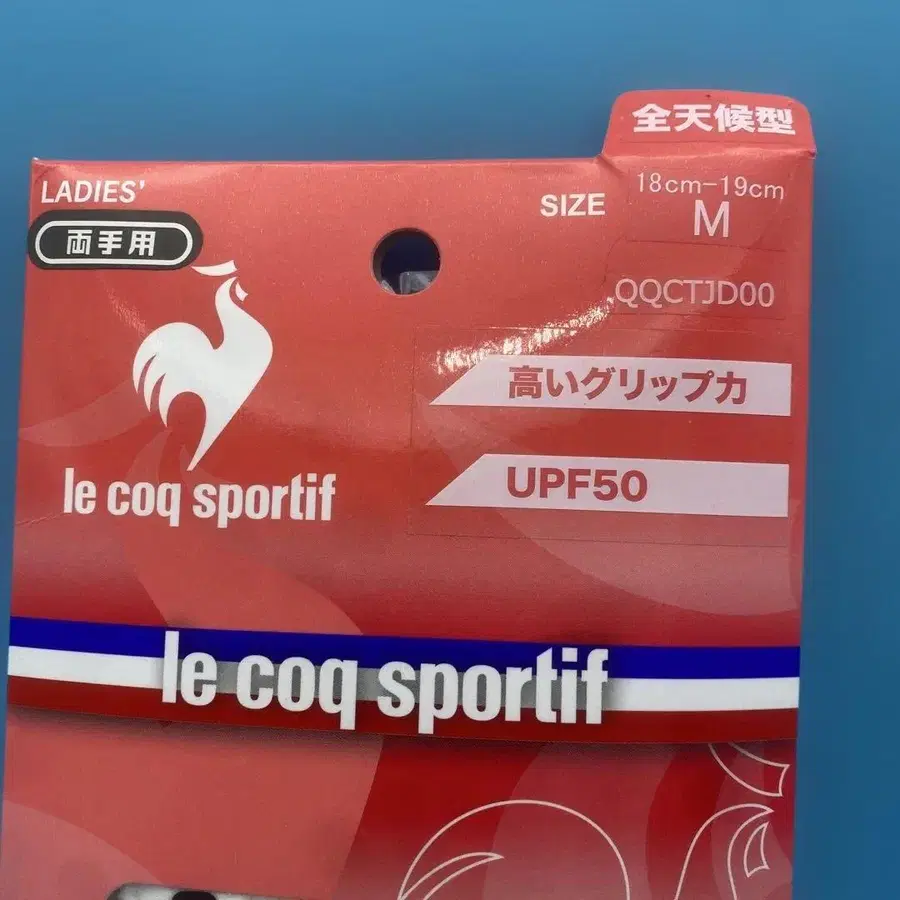 全天候型
LADIES'
両手用
SIZE
18cm-19cm
M
QQCTJD00
高いグリップ力
UPF50
le coq sportif
le coq sportif